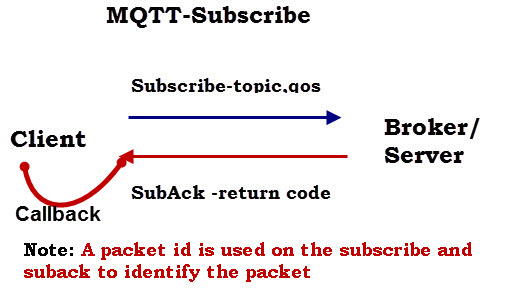 MQTT-Subscribe
Subscribe-topic,qos
Client
Broker/
Server
SubAck -return code
Callback
Note: A packet id is used on the subscribe and
suback to identify the packet